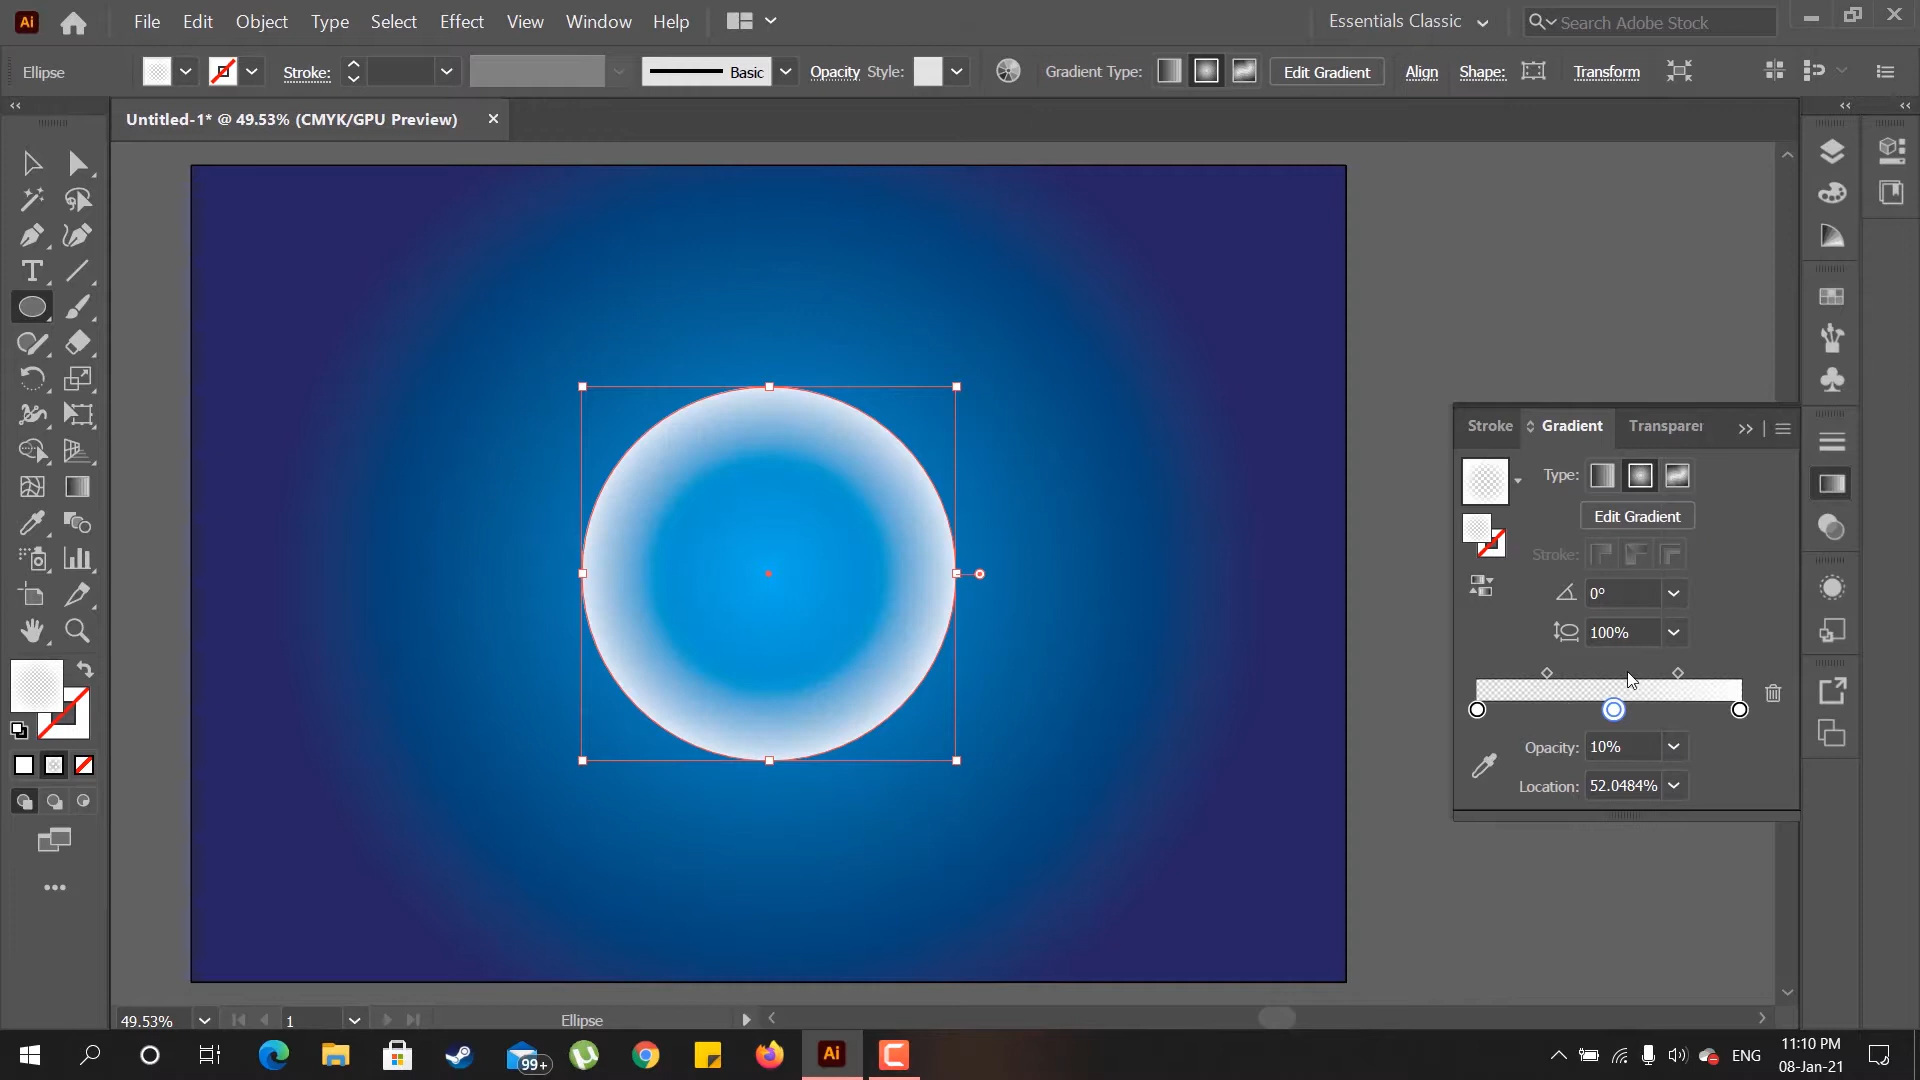 Ai File Edit Object Type Select Effect View Window Help Essentials Classic Search Adobe Stock
Ellipse Stroke: Basic Opacity Style: Gradient Type: Edit Gradient Align Shape: Transform
Untitled-1* @ 49.53% (CMYK/GPU Preview)
Stroke Gradient Transparen
Type:
Edit Gradient
Stroke:
0°
100%
Opacity: 10%
Location: 52.0484%
49.53% 1 Ellipse
99+ Ai ENG 11:10 PM
08-Jan-21